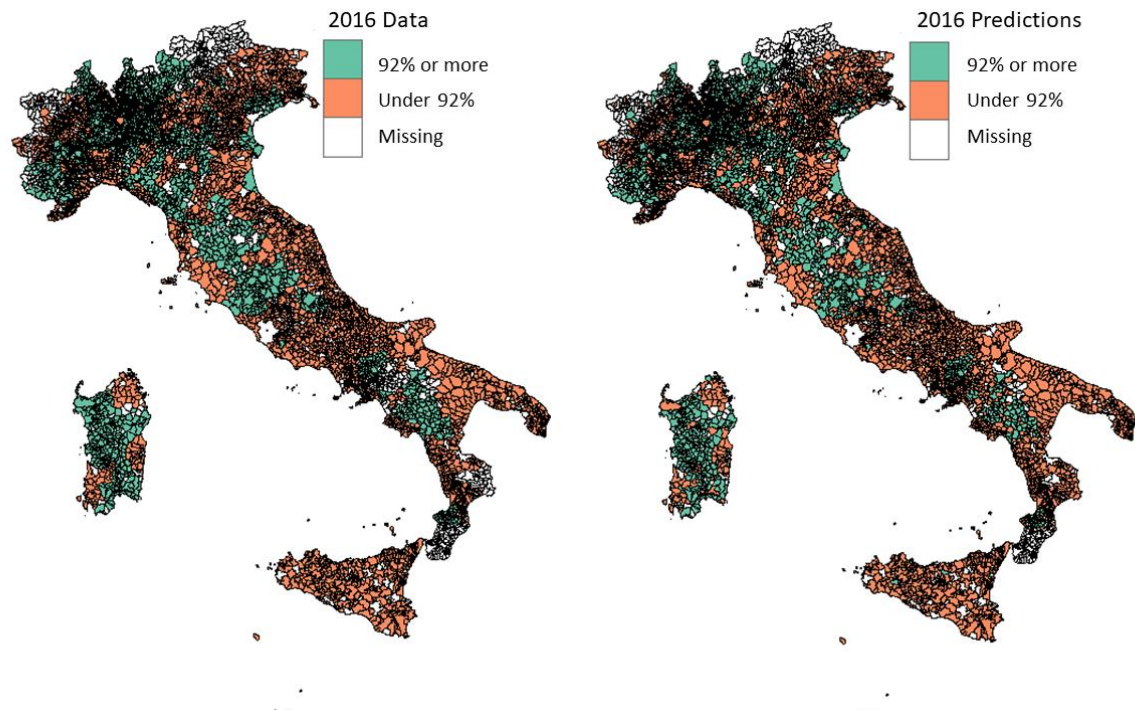 2016 Data
92% or more
Under 92%
Missing
2016 Predictions
92% or more
Under 92%
Missing